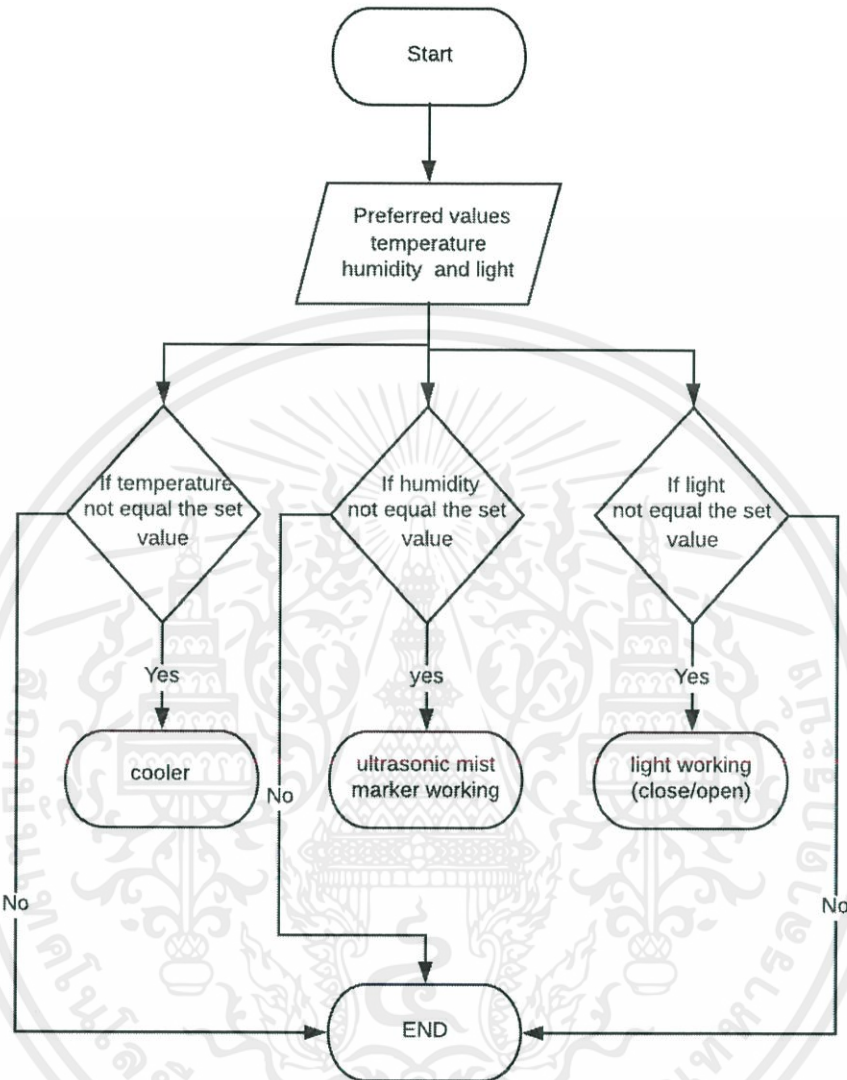 Start
Preferred values
temperature
humidity and light
If temperature
not equal the set
value
If humidity
not equal the set
value
If light
not equal the set
value
Yes
yes
Yes
cooler
ultrasonic mist
marker working
light working
(close/open)
No
No
No
END